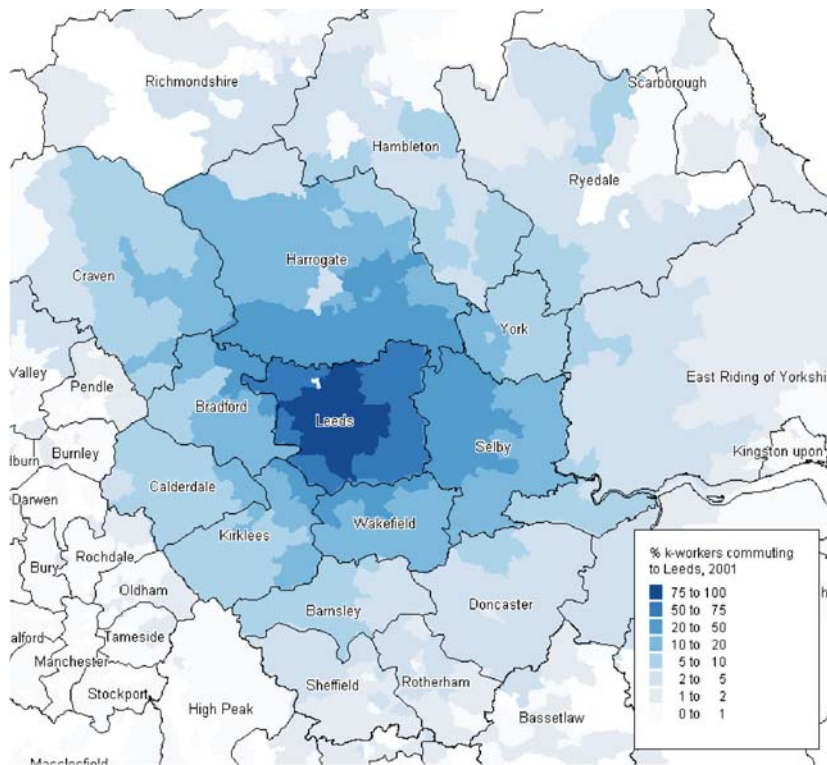 Richmondshire
Scarborough
Hambleton
Ryedale
Harrogate
Craven
York
Valley
Pendle
East Riding of Yorkshi
Bradford
Leeds
Selby
Burnley
lburn
Kingston upon
Calderdale
Darwen
Wakefield
Kirklees
Rochdale
Bury
Oldham
Barnsley
Doncaster
alford
Tameside
Manchester
Sheffield
Rotherham
Stockport
High Peak
Bassetlaw
Macclesfield
% k-workers commuting
to Leeds, 2001
75 to 100
50 to 75
20 to 50
10 to 20
5 to 10
2 to 5
1 to 2
0 to 1